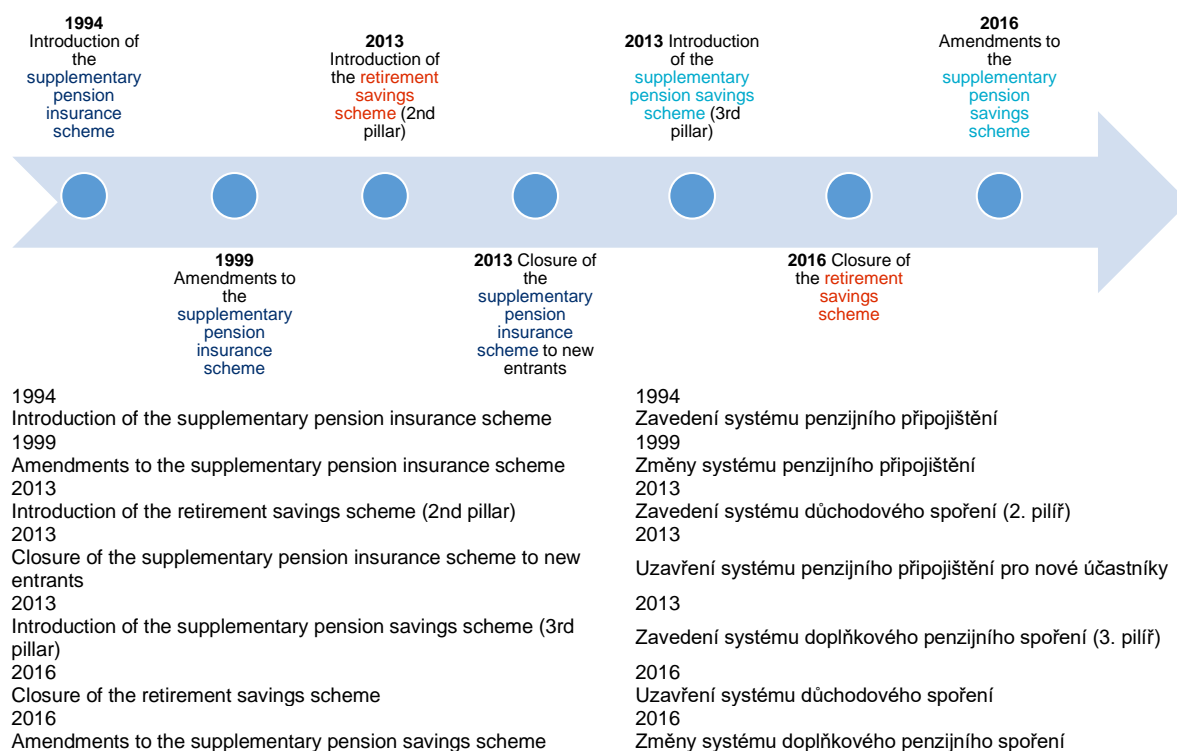 1994
Introduction of
the
supplementary
pension
insurance
scheme
2013
Introduction of
the retirement
savings
scheme (2nd
pillar)
2013 Introduction
of the
supplementary
pension savings
scheme (3rd
pillar)
2016
Amendments to
the
supplementary
pension
savings
scheme
1999
Amendments to
the
supplementary
pension
insurance
scheme
2013 Closure of
the
supplementary
pension
insurance
scheme to new
entrants
2016 Closure of
the retirement
savings
scheme
1994
Introduction of the supplementary pension insurance scheme
1999
Amendments to the supplementary pension insurance scheme
2013
Introduction of the retirement savings scheme (2nd pillar)
2013
Closure of the supplementary pension insurance scheme to new
entrants
2013
Introduction of the supplementary pension savings scheme (3rd
pillar)
2016
Closure of the retirement savings scheme
2016
Amendments to the supplementary pension savings scheme
1994
Zavedení systému penzijního připojištění
1999
Změny systému penzijního připojištění
2013
Zavedení systému důchodového spoření (2. pilíř)
2013
Uzavření systému penzijního připojištění pro nové účastníky
2013
Zavedení systému doplňkového penzijního spoření (3. pilíř)
2016
Uzavření systému důchodového spoření
2016
Změny systému doplňkového penzijního spoření